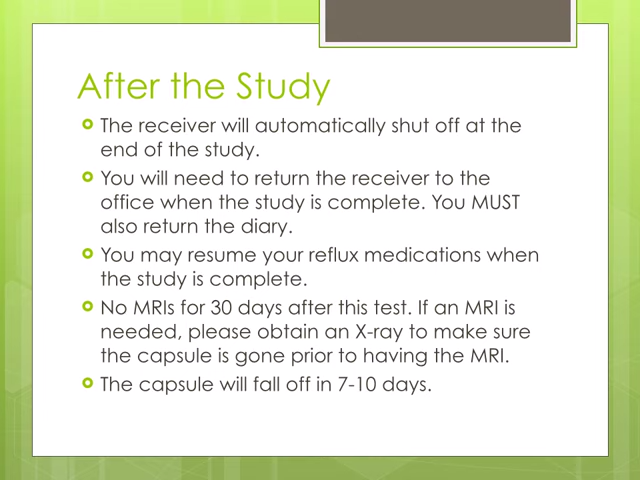 After the Study
The receiver will automatically shut off at the
end of the study.
You will need to return the receiver to the
office when the study is complete. You MUST
also return the diary.
You may resume your reflux medications when
the study is complete.
No MRIs for 30 days after this test. If an MRI is
needed, please obtain an X-ray to make sure
the capsule is gone prior to having the MRI.
The capsule will fall off in 7-10 days.